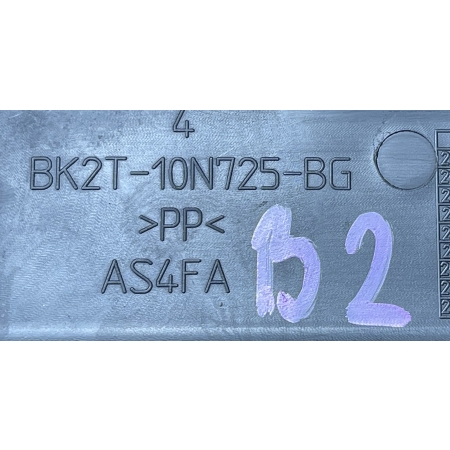 4
BK2T-10N725-BG
>PP<
AS4FA
B2